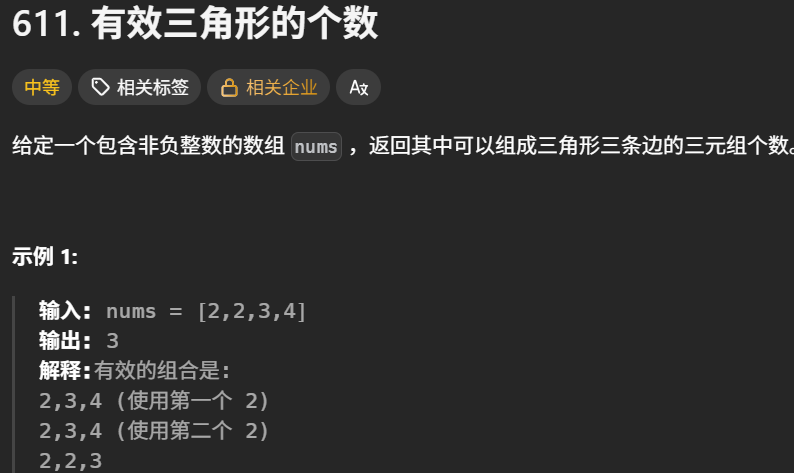 611. 有效三角形的个数
中等 相关标签 相关企业 A文
给定一个包含非负整数的数组 nums ，返回其中可以组成三角形三条边的三元组个数。
示例 1:
输入: nums = [2,2,3,4]
输出: 3
解释:有效的组合是:
2,3,4 (使用第一个 2)
2,3,4 (使用第二个 2)
2,2,3